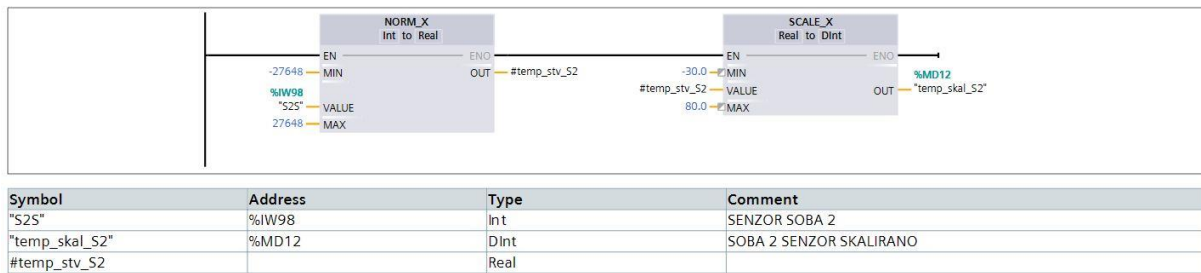 NORM_X
Int to Real
SCALE_X
Real to DInt
EN ENO
EN ENO
-27648 MIN OUT #temp_stv_S2
-30.0 MIN
%MD12
%IW98
#temp_stv_S2 VALUE OUT "temp_skal_S2"
"S2S" VALUE
80.0 MAX
27648 MAX
Symbol Address Type Comment
"S2S" %IW98 Int SENZOR SOBA 2
"temp_skal_S2" %MD12 DInt SOBA 2 SENZOR SKALIRANO
#temp_stv_S2 Real